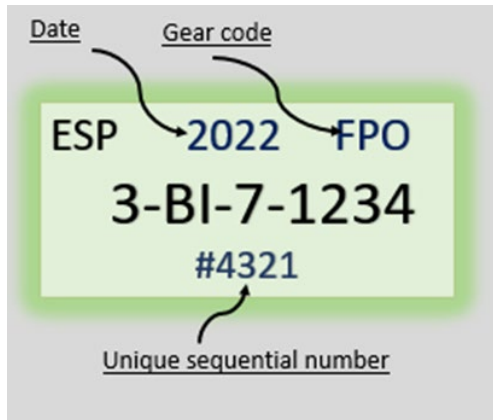 Date Gear code
ESP 2022 FPO
3-BI-7-1234
#4321
Unique sequential number